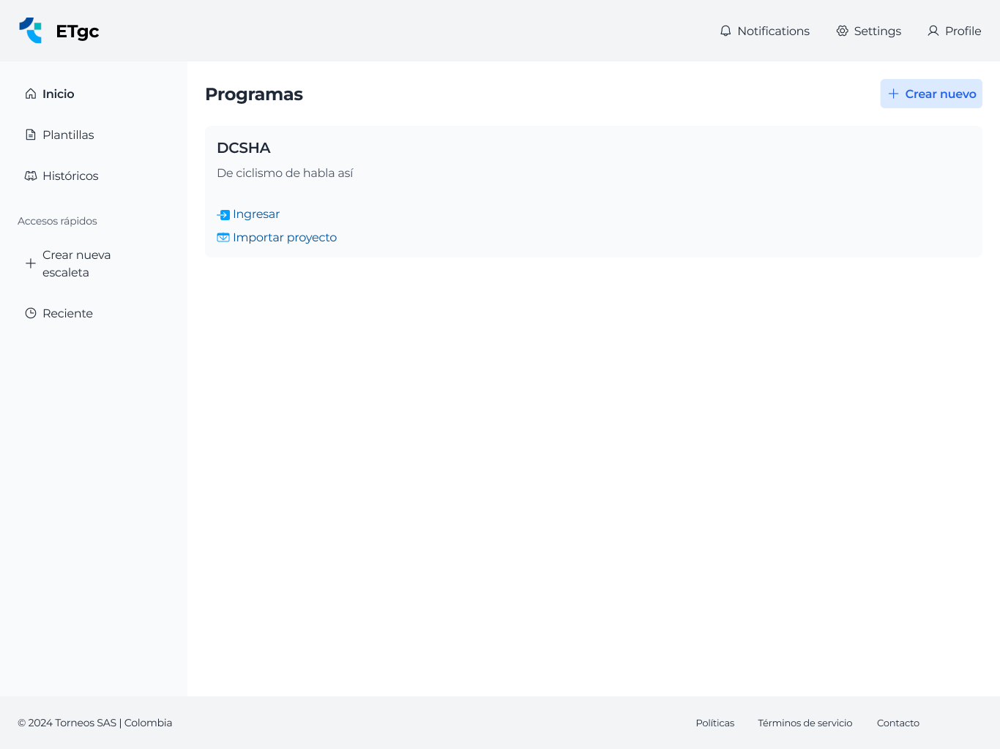 ETgc
Notifications
Settings
Profile
Inicio
Plantillas
Históricos
Accesos rápidos
Crear nueva
escaleta
Reciente
Programas
Crear nuevo
DCSHA
De ciclismo de habla así
Ingresar
Importar proyecto
© 2024 Torneos SAS | Colombia
Políticas
Términos de servicio
Contacto